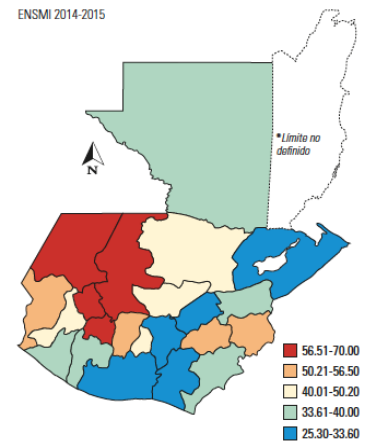 ENSMI 2014-2015
*Límite no
definido
N
56.51-70.00
50.21-56.50
40.01-50.20
33.61-40.00
25.30-33.60